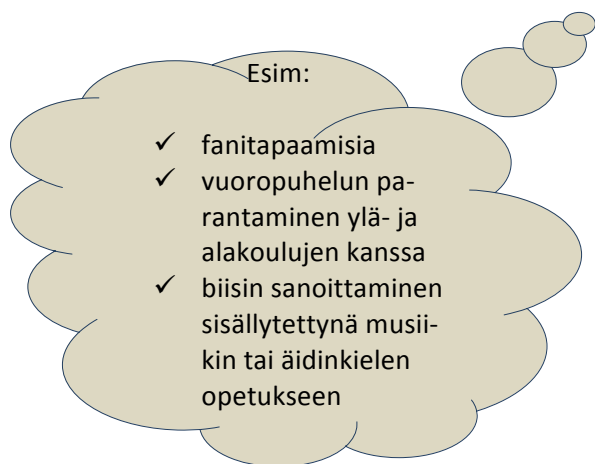 Esim:
✓ fanitapaamisia
✓ vuoropuhelun pa-
rantaminen ylä- ja
alakoulujen kanssa
✓ biisin sanoittaminen
sisällytettynä musii-
kin tai äidinkielen
opetukseen